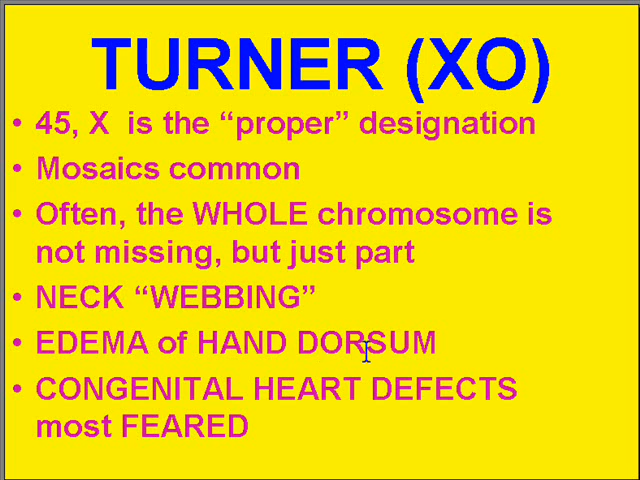 TURNER (XO)
• 45, X  is the “proper” designation
• Mosaics common
• Often, the WHOLE chromosome is
not missing, but just part
• NECK “WEBBING”
• EDEMA of HAND DORSUM
• CONGENITAL HEART DEFECTS
most FEARED